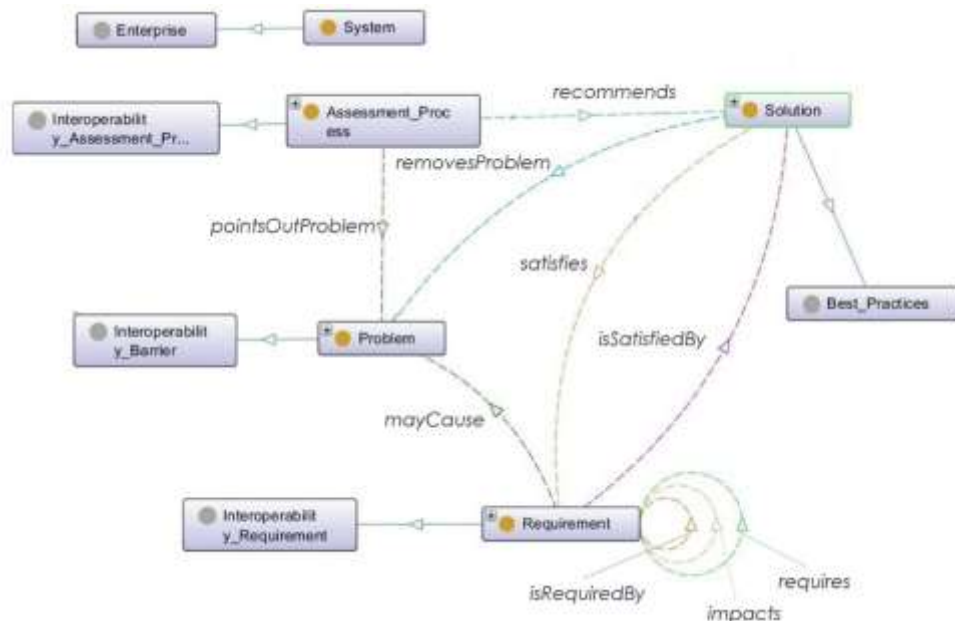 Enterprise
System
recommends
Interoperabilit
y_Assessment_Pr...
Assessment_Proc
ess
Solution
removesProblem
pointsOutProblem
satisfies
Best_Practices
Interoperabilit
y_Barrier
Problem
isSatisfiedBy
mayCause
Interoperabilit
y_Requirement
Requirement
requires
isRequiredBy
impacts